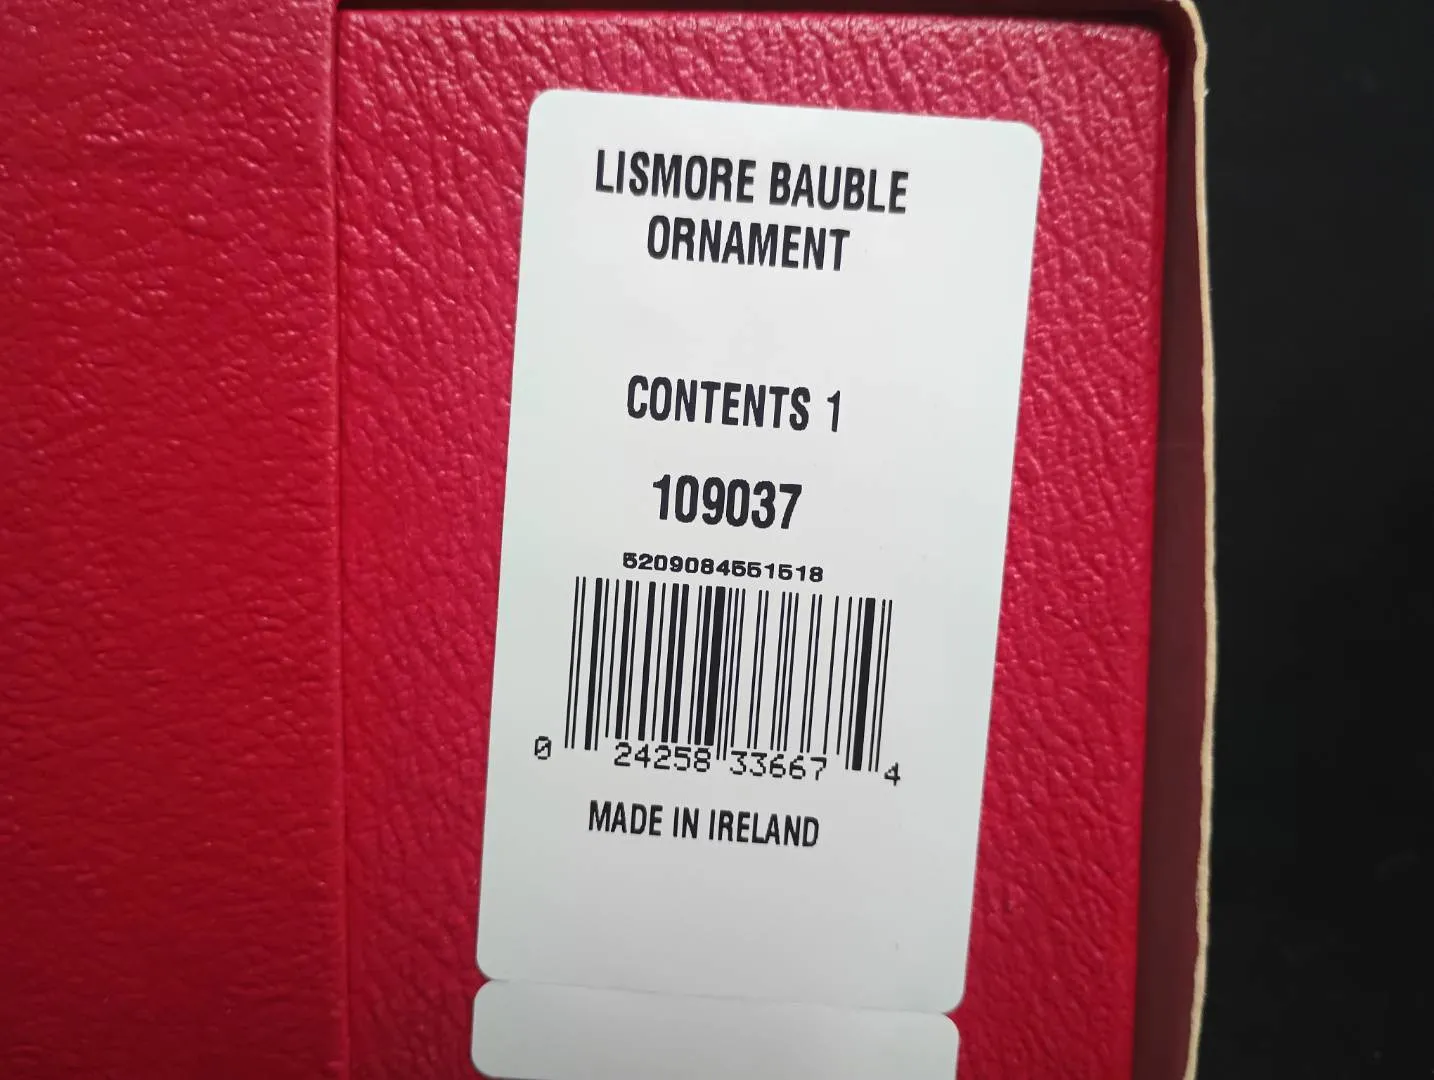 LISMORE BAUBLE
ORNAMENT
CONTENTS 1
109037
5209084551518
0 24258 33667 4
MADE IN IRELAND